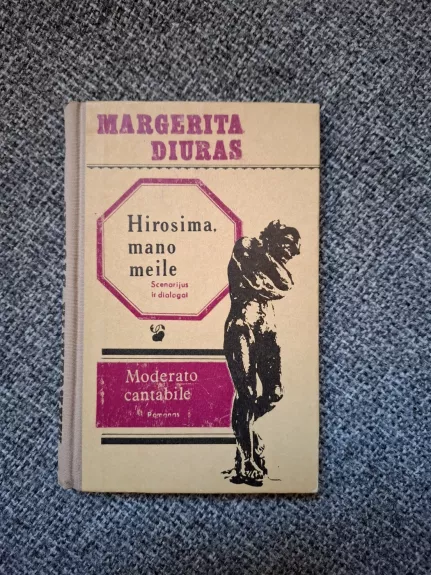 MARGERITA
DIURAS
Hirosima,
mano
meile
Scenarijus
ir dialogai
Moderato
cantabile
Romanas